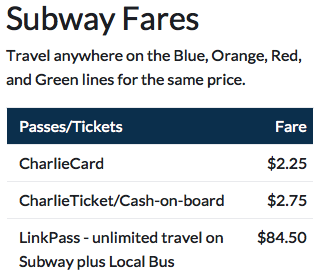 Subway Fares
Travel anywhere on the Blue, Orange, Red,
and Green lines for the same price.
Passes/Tickets Fare
CharlieCard $2.25
CharlieTicket/Cash-on-board $2.75
LinkPass - unlimited travel on $84.50
Subway plus Local Bus